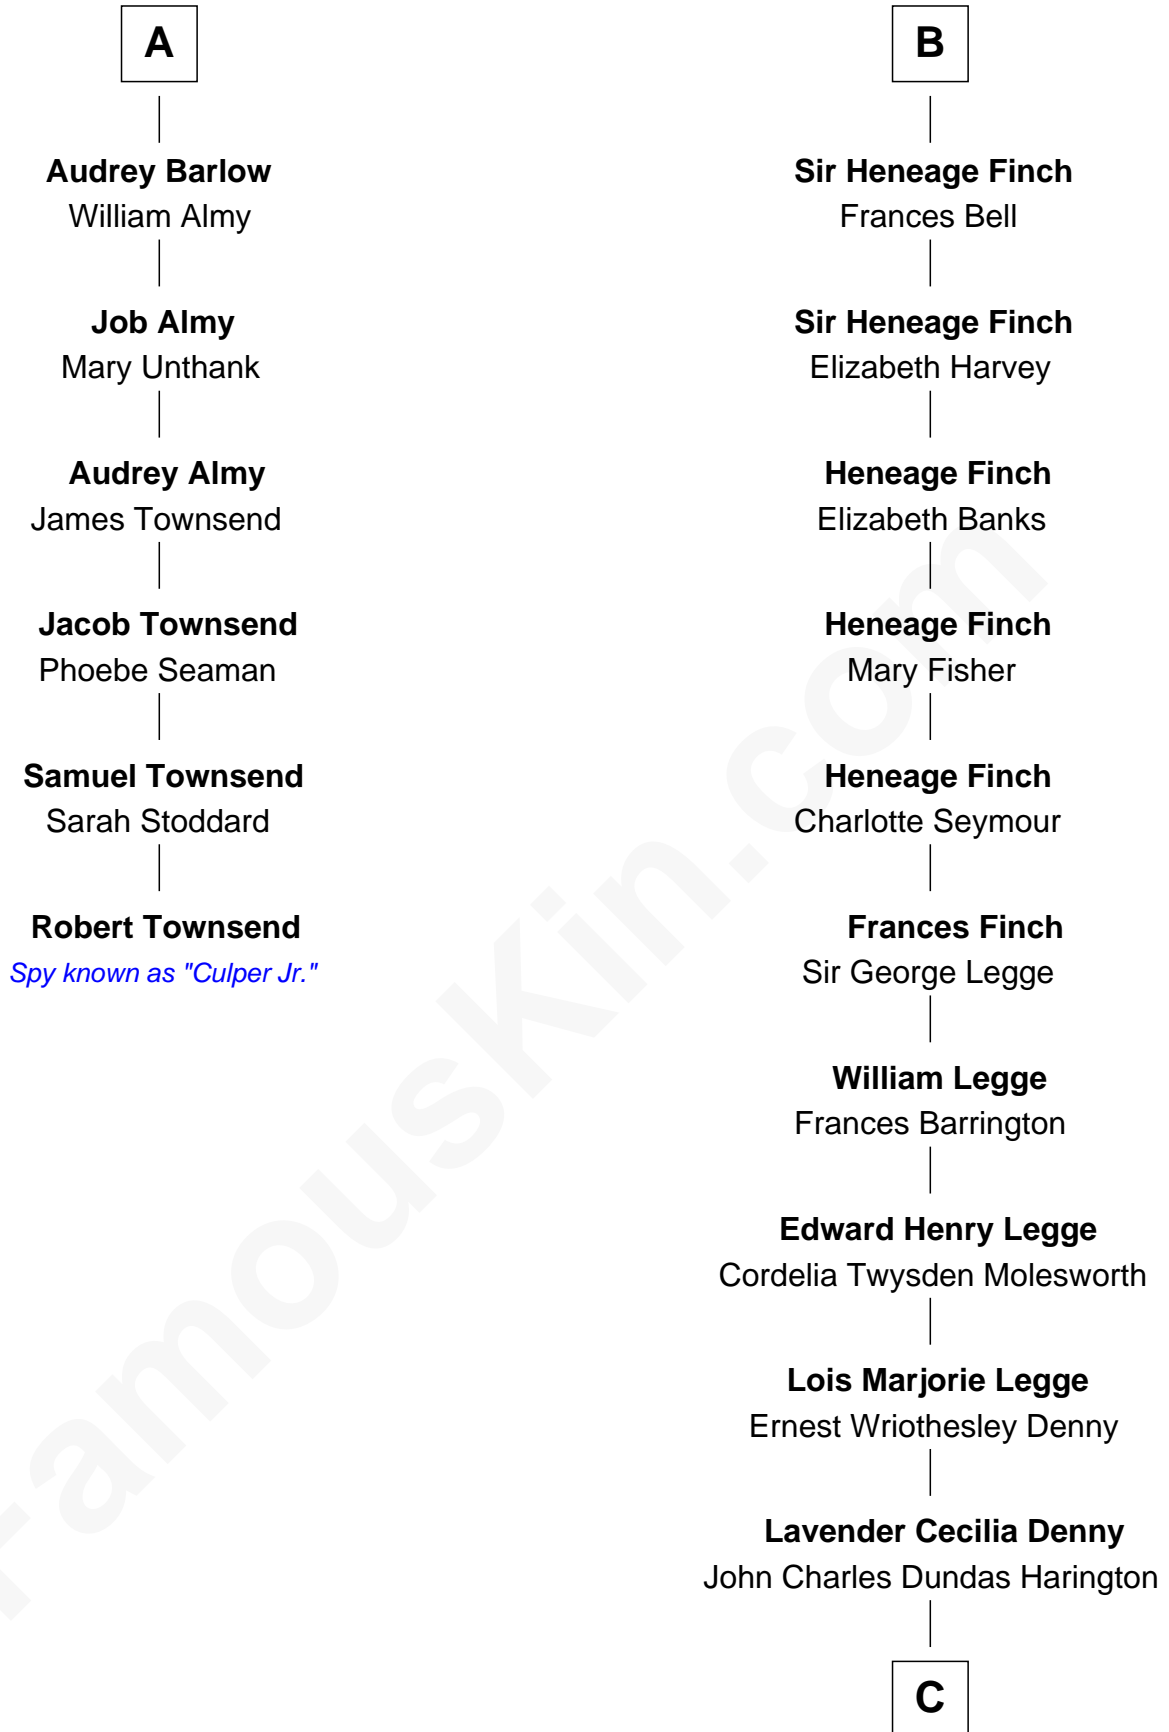 A
Audrey Barlow
William Almy
Job Almy
Mary Unthank
Audrey Almy
James Townsend
Jacob Townsend
Phoebe Seaman
Samuel Townsend
Sarah Stoddard
Robert Townsend
Spy known as "Culper Jr."
B
Sir Heneage Finch
Frances Bell
Sir Heneage Finch
Elizabeth Harvey
Heneage Finch
Elizabeth Banks
Heneage Finch
Mary Fisher
Heneage Finch
Charlotte Seymour
Frances Finch
Sir George Legge
William Legge
Frances Barrington
Edward Henry Legge
Cordelia Twysden Molesworth
Lois Marjorie Legge
Ernest Wriothesley Denny
Lavender Cecilia Denny
John Charles Dundas Harington
C
FamousKin.com